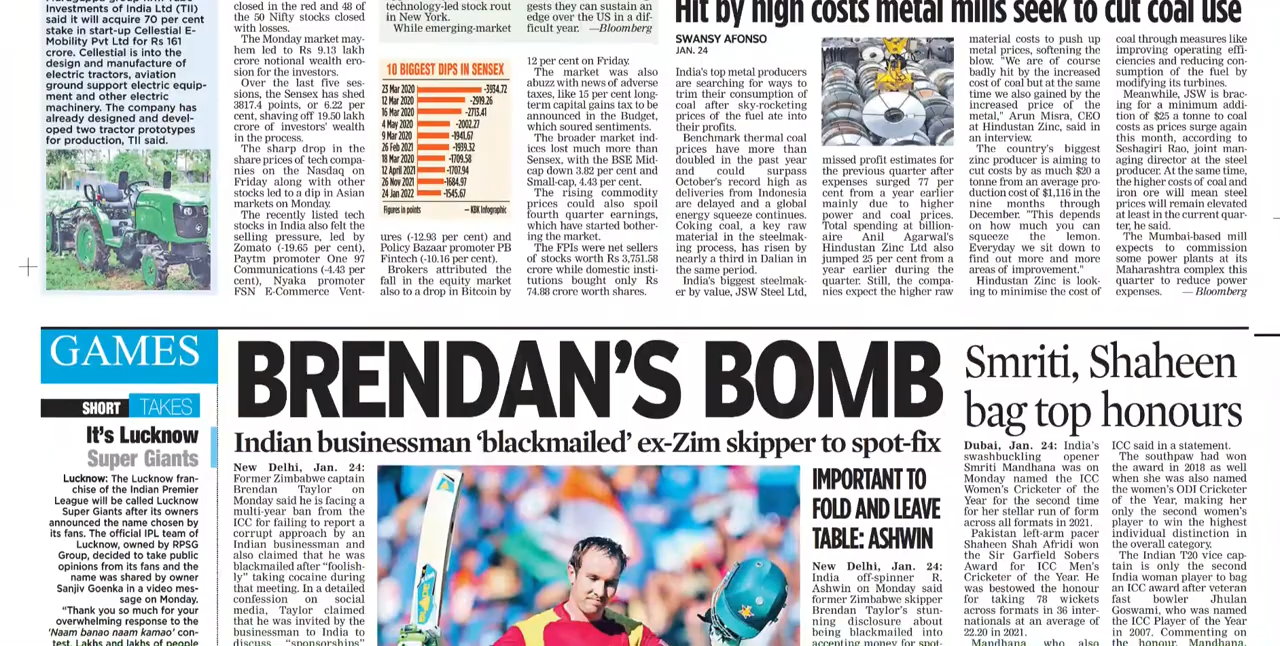 Investments of India Ltd (TII)
said it will acquire 70 per cent
stake in start-up Cellestial E-
Mobility Pvt Ltd for Rs 161
crore. Cellestial is into the
design and manufacture of
electric tractors, aviation
ground support electric equip-
ment and other electric
machinery. The company has
already designed and devel-
oped two tractor prototypes
for production, TII said.
closed in the red and 48 of
the 50 Nifty stocks closed
with losses.
The Monday market may-
hem led to Rs 9.13 lakh
crore notional wealth ero-
sion for the investors.
Over the last five ses-
sions, the Sensex has shed
3817.4 points, or 6.22 per
cent, shaving off 19.50 lakh
crore of investors' wealth
in the process.
The sharp drop in the
share prices of tech compa-
nies on the Nasdaq on
Friday along with other
stocks led to a dip in Asian
markets on Monday.
The recently listed tech
stocks in India also felt the
selling pressure, led by
Zomato (-19.65 per cent),
Paytm promoter One 97
Communications (-4.43 per
cent), Nyaka promoter
FSN E-Commerce Vent-
technology-led stock rout
in New York.
While emerging-market
gests they can sustain an
edge over the US in a dif-
ficult year. —Bloomberg
10 BIGGEST DIPS IN SENSEX
23 Mar 2020 -3934.72
12 Mar 2020 -2919.26
16 Mar 2020 -2713.41
4 May 2020 -2002.27
9 Mar 2020 -1941.67
26 Feb 2021 -1939.32
18 Mar 2020 -1709.58
12 April 2021 -1707.94
26 Nov 2021 -1684.97
24 Jan 2022 -1545.67
Figures in points — KBK Infographic
ures (-12.93 per cent) and
Policy Bazar promoter PB
Fintech (-10.16 per cent).
Brokers attributed the
fall in the equity market
also to a drop in Bitcoin by
12 per cent on Friday.
The market was also
abuzz with news of adverse
taxes, like 15 per cent long-
term capital gains tax to be
announced in the Budget,
which soured sentiments.
The broader market ind-
ices lost much more than
Sensex, with the BSE Mid-
cap down 3.82 per cent and
Small-cap, 4.43 per cent.
The rising commodity
prices could also spoil
fourth quarter earnings,
which have started bother-
ing the market.
The FPIs were net sellers
of stocks worth Rs 3,751.58
crore while domestic insti-
tutions bought only Rs
74.88 crore worth shares.
Hit by high costs metal mills seek to cut coal use
SWANSY AFONSO
JAN. 24
India's top metal producers
are searching for ways to
trim their consumption of
coal after sky-rocketing
prices of the fuel ate into
their profits.
Benchmark thermal coal
prices have more than
doubled in the past year
and could surpass
October's record high as
deliveries from Indonesia
are delayed and a global
energy squeeze continues.
Coking coal, a key raw
material in the steelmak-
ing process, has risen by
nearly a third in Dalian in
the same period.
India's biggest steelmak-
er by value, JSW Steel Ltd,
missed profit estimates for
the previous quarter after
expenses surged 77 per
cent from a year earlier
mainly due to higher
power and coal prices.
Total spending at billion-
aire Anil Agarwal's
Hindustan Zinc Ltd also
jumped 25 per cent from a
year earlier during the
quarter. Still, the compa-
nies expect the higher raw
material costs to push up
metal prices, softening the
blow. "We are of course
badly hit by the increased
cost of coal but at the same
time we also gained by the
increased price of the
metal," Arun Misra, CEO
at Hindustan Zinc, said in
an interview.
The country's biggest
zinc producer is aiming to
cut costs by as much $20 a
tonne from an average pro-
duction cost of $1,116 in the
nine months through
December. "This depends
on how much you can
squeeze the lemon.
Everyday we sit down to
find out more and more
areas of improvement."
Hindustan Zinc is look-
ing to minimise the cost of
coal through measures like
improving operating effi-
ciencies and reducing con-
sumption of the fuel by
modifying its turbines.
Meanwhile, JSW is brac-
ing for a minimum addi-
tion of $25 a tonne to coal
costs as prices surge again
this month, according to
Seshagiri Rao, joint man-
aging director at the steel
producer. At the same time,
the higher costs of coal and
iron ore will mean steel
prices will remain elevated
at least in the current quar-
ter, he said.
The Mumbai-based mill
expects to commission
some power plants at its
Maharashtra complex this
quarter to reduce power
expenses. —Bloomberg
GAMES
SHORT TAKES
It's Lucknow
Super Giants
Lucknow: The Lucknow fran-
chise of the Indian Premier
League will be called Lucknow
Super Giants after its owners
announced the name chosen by
its fans. The official IPL team of
Lucknow, owned by RPSG
Group, decided to take public
opinions from its fans and the
name was shared by owner
Sanjiv Goenka in a video mes-
sage on Monday.
"Thank you so much for your
overwhelming response to the
'Naam banao naam kamao' con-
test. Lakhs and lakhs of people
BRENDAN'S BOMB
Indian businessman 'blackmailed' ex-Zim skipper to spot-fix
New Delhi, Jan. 24:
Former Zimbabwe captain
Brendan Taylor on
Monday said he is facing a
multi-year ban from the
ICC for failing to report a
corrupt approach by an
Indian businessman and
also claimed that he was
blackmailed after "foolish-
ly" taking cocaine during
that meeting. In a detailed
confession on social
media, Taylor claimed
that he was invited by the
businessman to India to
discuss "sponsorships"
IMPORTANT TO
FOLD AND LEAVE
TABLE: ASHWIN
New Delhi, Jan. 24:
India off-spinner R.
Ashwin on Monday said
former Zimbabwe skipper
Brendan Taylor's stun-
ning disclosure about
being blackmailed into
accepting money for spot-
Smriti, Shaheen
bag top honours
Dubai, Jan. 24: India's
swashbuckling opener
Smriti Mandhana was on
Monday named the ICC
Women's Cricketer of the
Year for the second time
for her stellar run of form
across all formats in 2021.
Pakistan left-arm pacer
Shaheen Shah Afridi won
the Sir Garfield Sobers
Award for ICC Men's
Cricketer of the Year. He
was bestowed the honour
for taking 78 wickets
across formats in 36 inter-
nationals at an average of
22.20 in 2021.
Mandhana, who also
ICC said in a statement.
The southpaw had won
the award in 2018 as well
when she was also named
the women's ODI Cricketer
of the Year, making her
only the second women's
player to win the highest
individual distinction in
the overall category.
The Indian T20 vice cap-
tain is only the second
India woman player to bag
an ICC award after veteran
fast bowler Jhulan
Goswami, who was named
the ICC Player of the Year
in 2007. Commenting on
the honour, Mandhana,